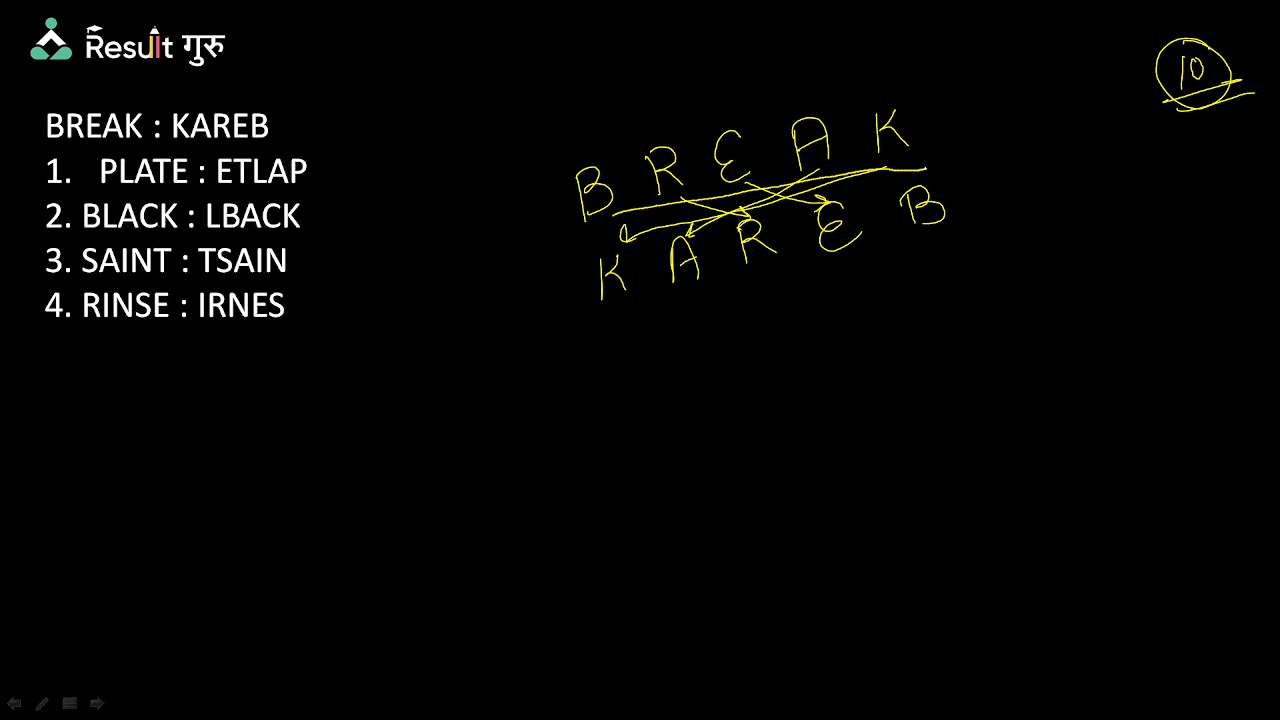 Result गुरु
10
BREAK : KAREB
1. PLATE : ETLAP
2. BLACK : LBACK
3. SAINT : TSAIN
4. RINSE : IRNES
B R E A K
K A R E B